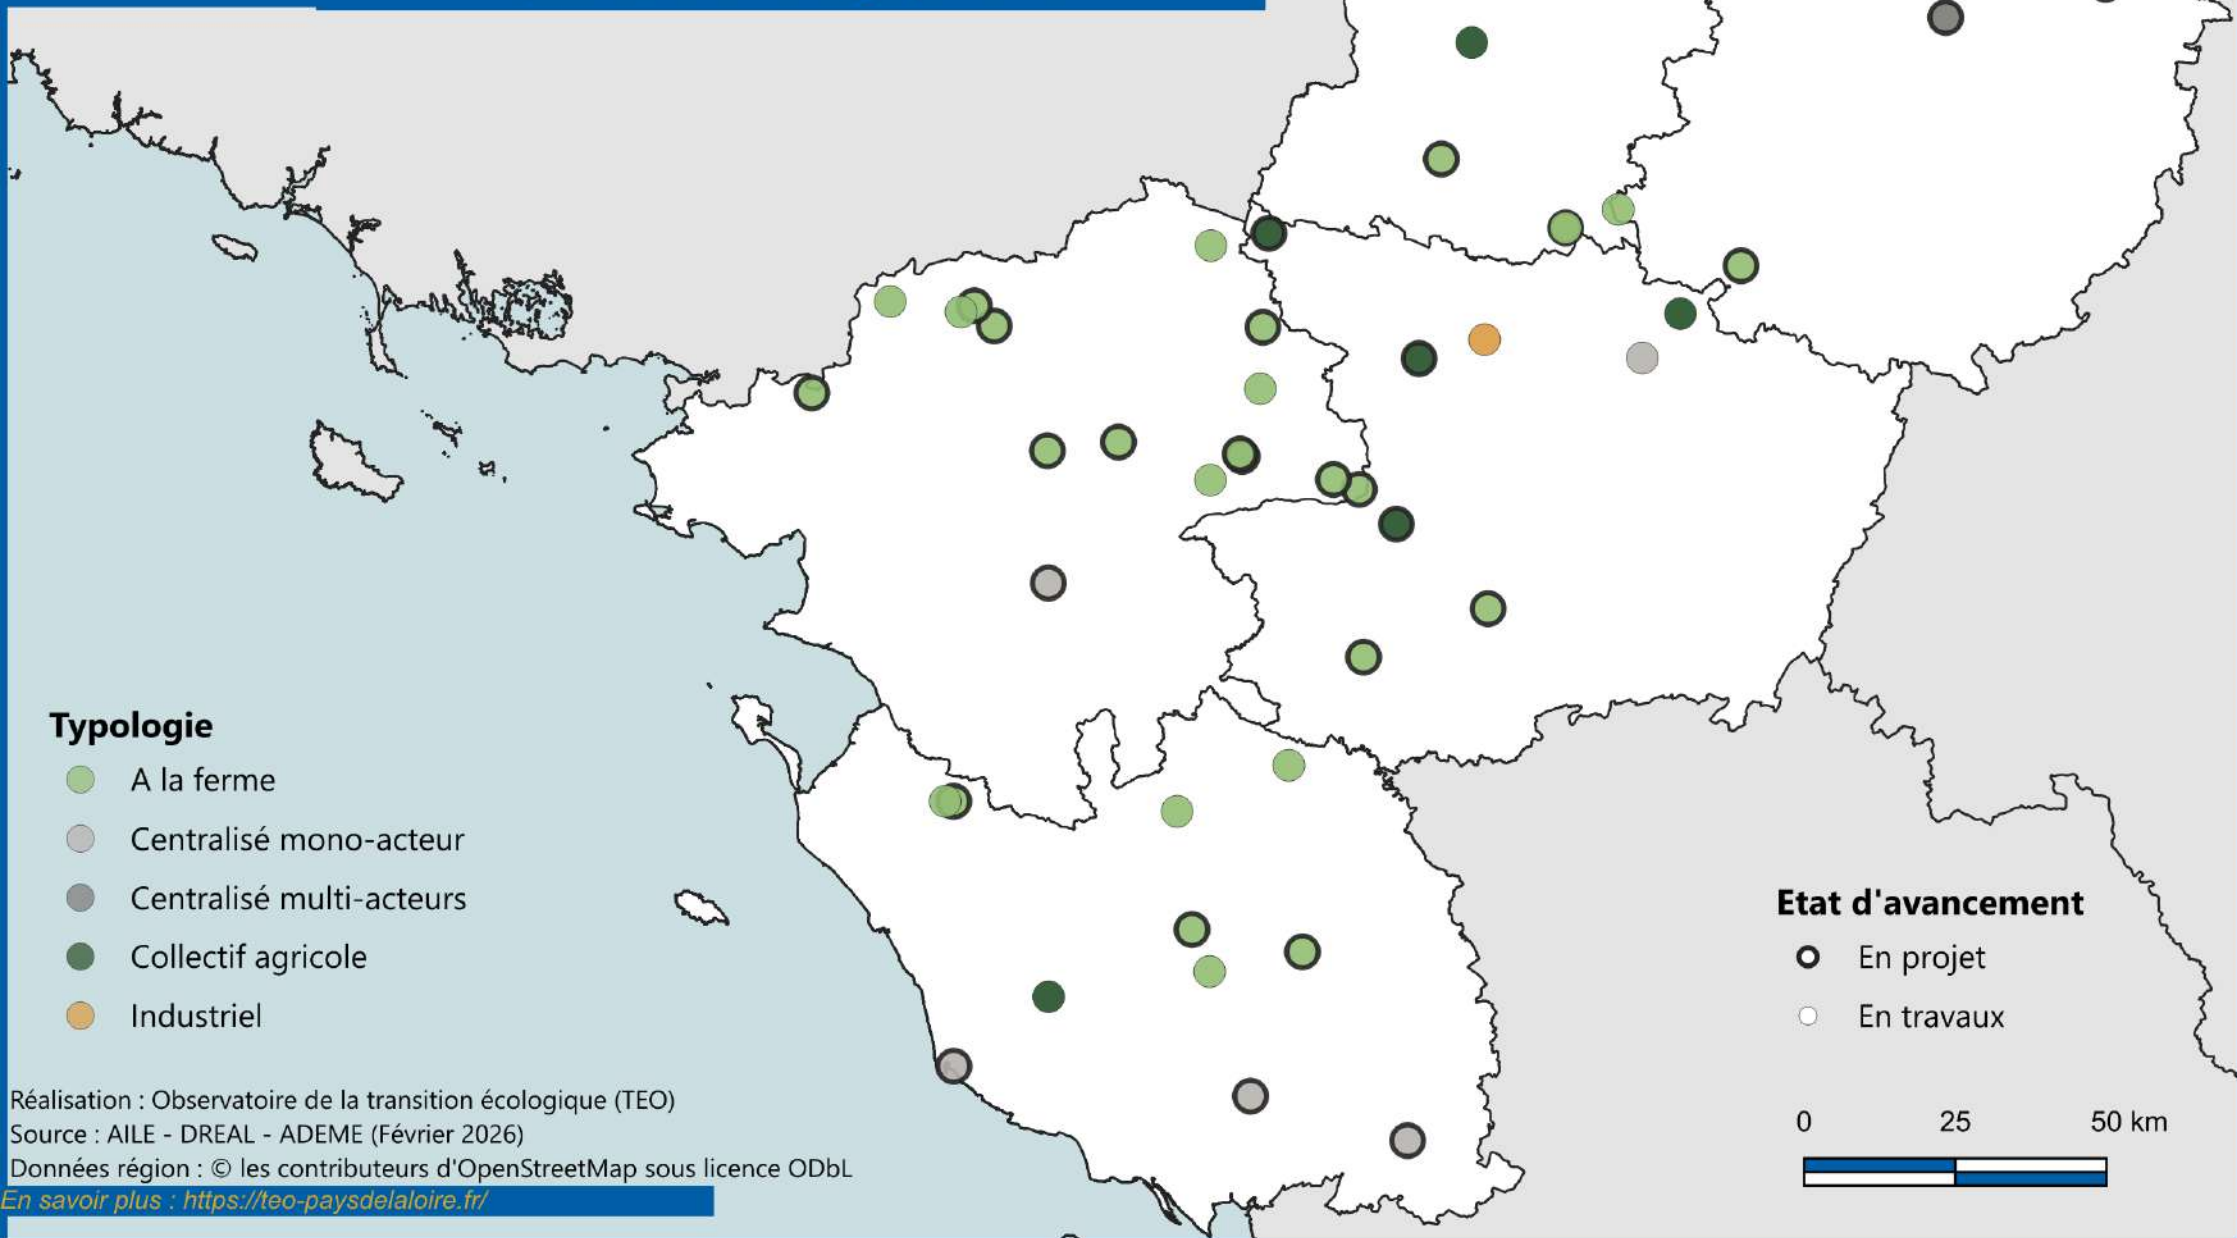 Typologie
A la ferme
Centralisé mono-acteur
Centralisé multi-acteurs
Collectif agricole
Industriel
Etat d'avancement
En projet
En travaux
0 25 50 km
Réalisation : Observatoire de la transition écologique (TEO)
Source : AILE - DREAL - ADEME (Février 2026)
Données région : © les contributeurs d'OpenStreetMap sous licence ODbL
En savoir plus : https://teo-paysdelaloire.fr/